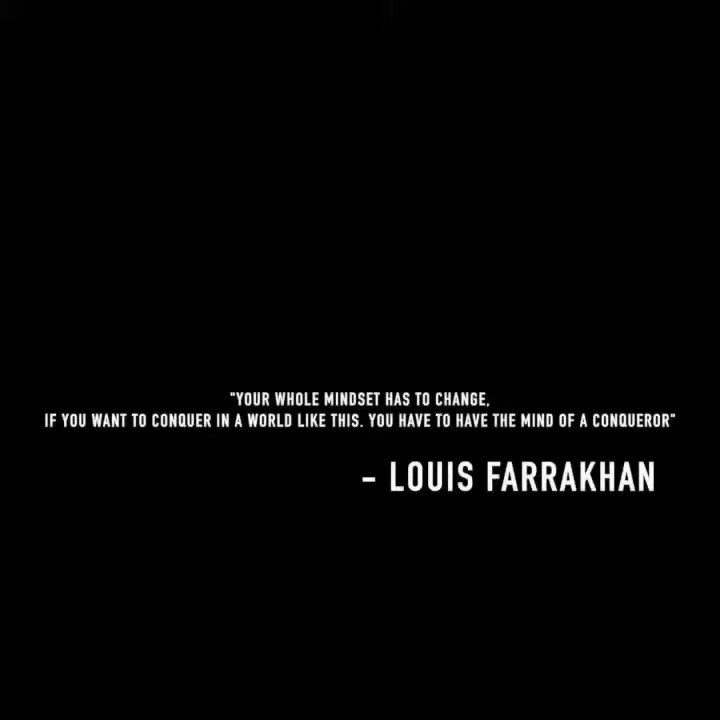 "YOUR WHOLE MINDSET HAS TO CHANGE,
IF YOU WANT TO CONQUER IN A WORLD LIKE THIS. YOU HAVE TO HAVE THE MIND OF A CONQUEROR"
- LOUIS FARRAKHAN